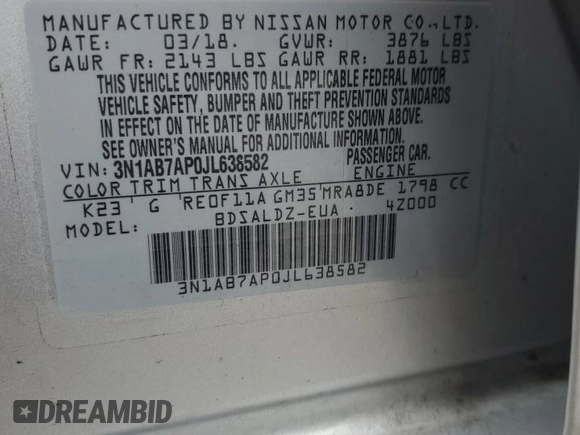 MANUFACTURED BY NISSAN MOTOR CO., LTD.
DATE: 03/18. GVWR: 3876 LBS
GAWR FR: 2143 LBS GAWR RR: 1881 LBS
THIS VEHICLE CONFORMS TO ALL APPLICABLE FEDERAL MOTOR
VEHICLE SAFETY, BUMPER AND THEFT PREVENTION STANDARDS
IN EFFECT ON THE DATE OF MANUFACTURE SHOWN ABOVE.
SEE OWNER'S MANUAL FOR ADDITIONAL INFORMATION.
VIN: 3N1AB7AP0JL638582 PASSENGER CAR.
COLOR TRIM TRANS AXLE ENGINE
K23 G RE0F11A GM35 MRA8DE 1798 CC
MODEL: BDSALDZ-EUA 4Z000
3N1AB7AP0JL638582
DREAMBID